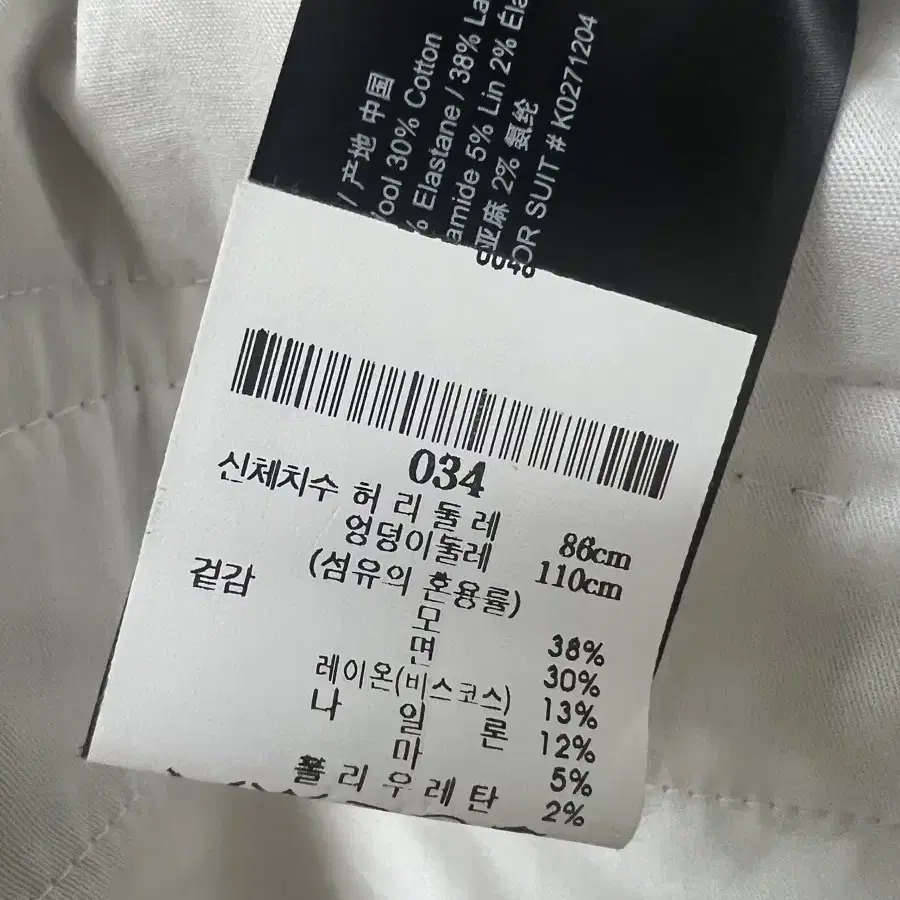 / 产地 中国
ool 30% Cotton
% Elastane / 38% La
amide 5% Lin 2% Éla
亚麻 2% 氨纶
OR SUIT # K0271204
034
신체치수 허 리 둘 레 86cm
엉덩이둘레 110cm
겉감 (섬유의 혼용률)
모 38%
면 30%
레이온(비스코스) 13%
나 일 론 12%
마 5%
폴 리 우 레 탄 2%